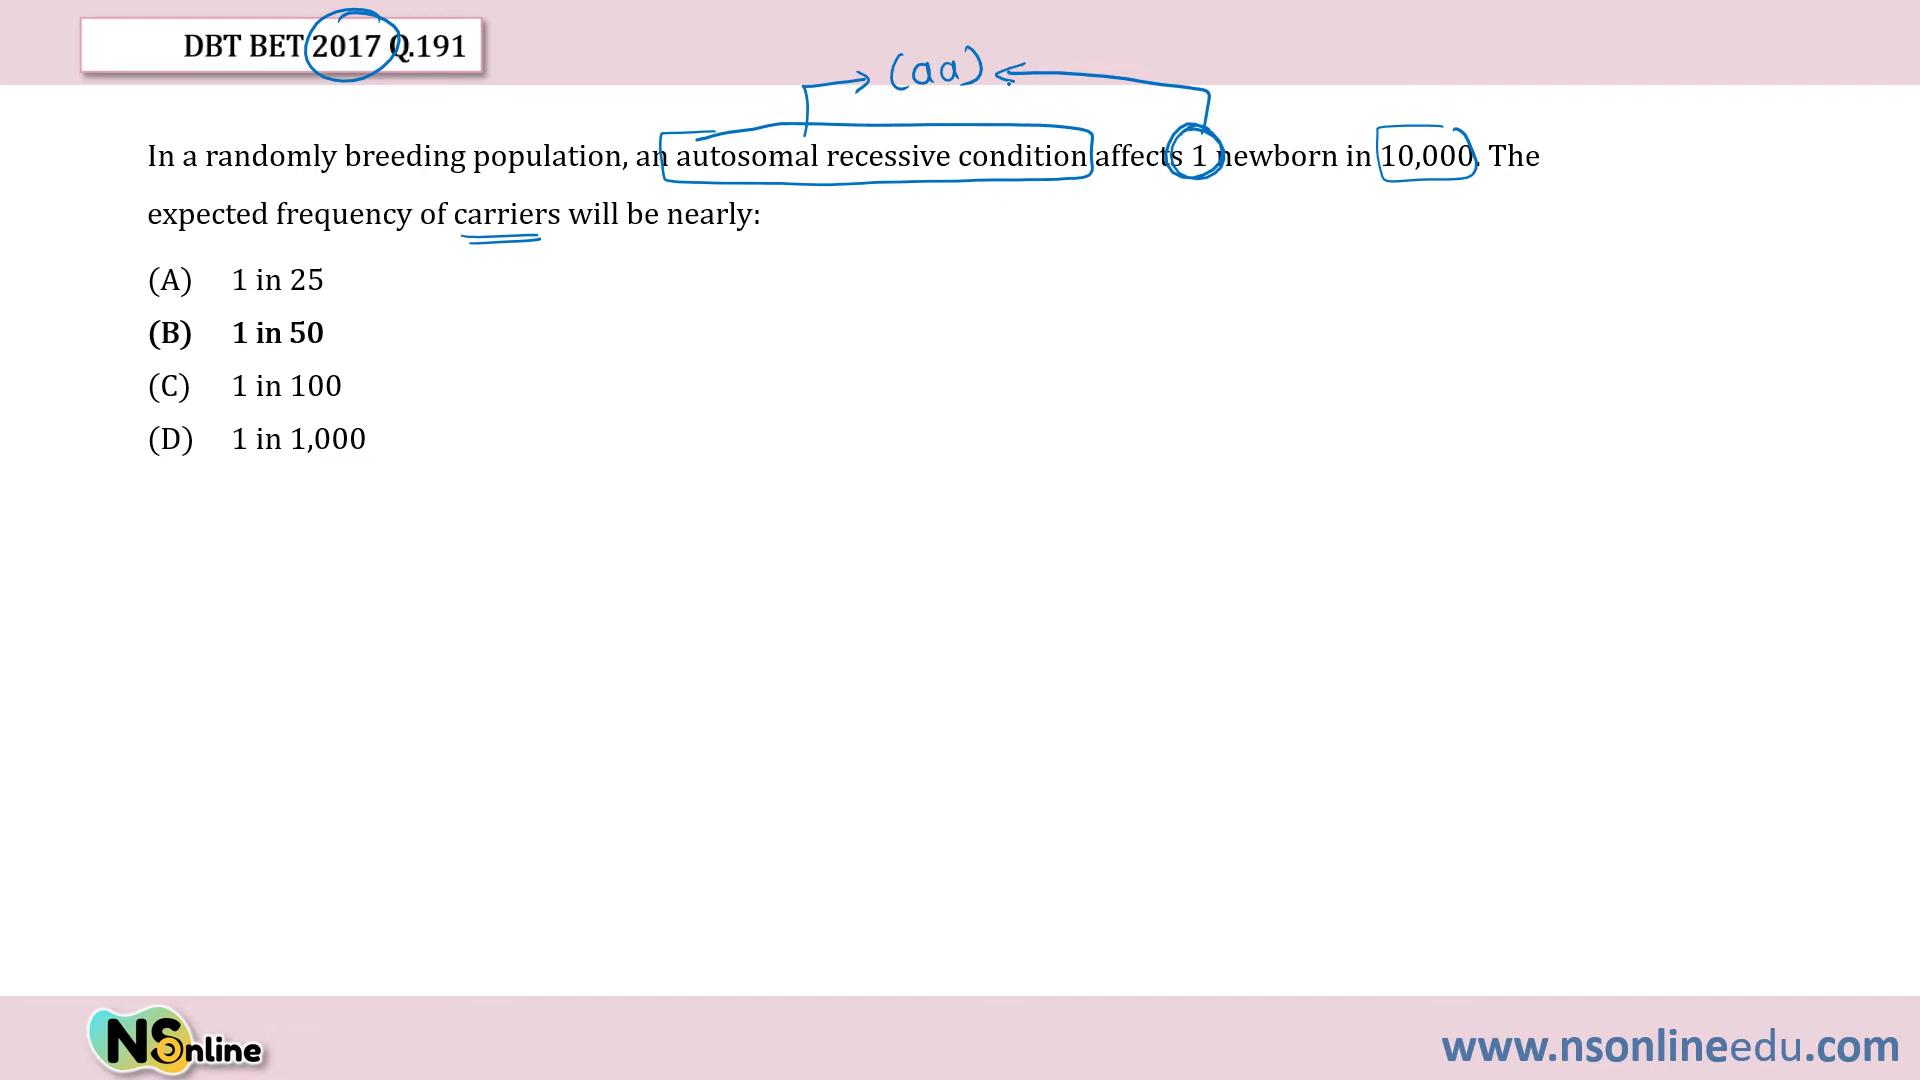 DBT BET 2017 Q.191
(aa)
In a randomly breeding population, an autosomal recessive condition affects 1 newborn in 10,000. The
expected frequency of carriers will be nearly:
(A) 1 in 25
(B) 1 in 50
(C) 1 in 100
(D) 1 in 1,000
NS Online
www.nsonlineedu.com